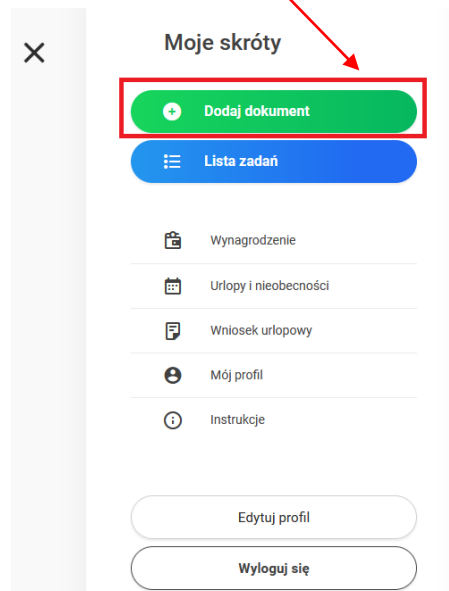 Moje skróty
Dodaj dokument
Lista zadań
Wynagrodzenie
Urlopy i nieobecności
Wniosek urlopowy
Mój profil
Instrukcje
Edytuj profil
Wyloguj się